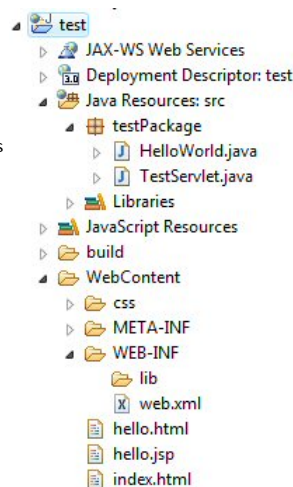 test
JAX-WS Web Services
3.0 Deployment Descriptor: test
Java Resources: src
testPackage
s
J HelloWorld.java
J TestServlet.java
Libraries
JavaScript Resources
build
WebContent
css
META-INF
WEB-INF
lib
X web.xml
hello.html
hello.jsp
index.html